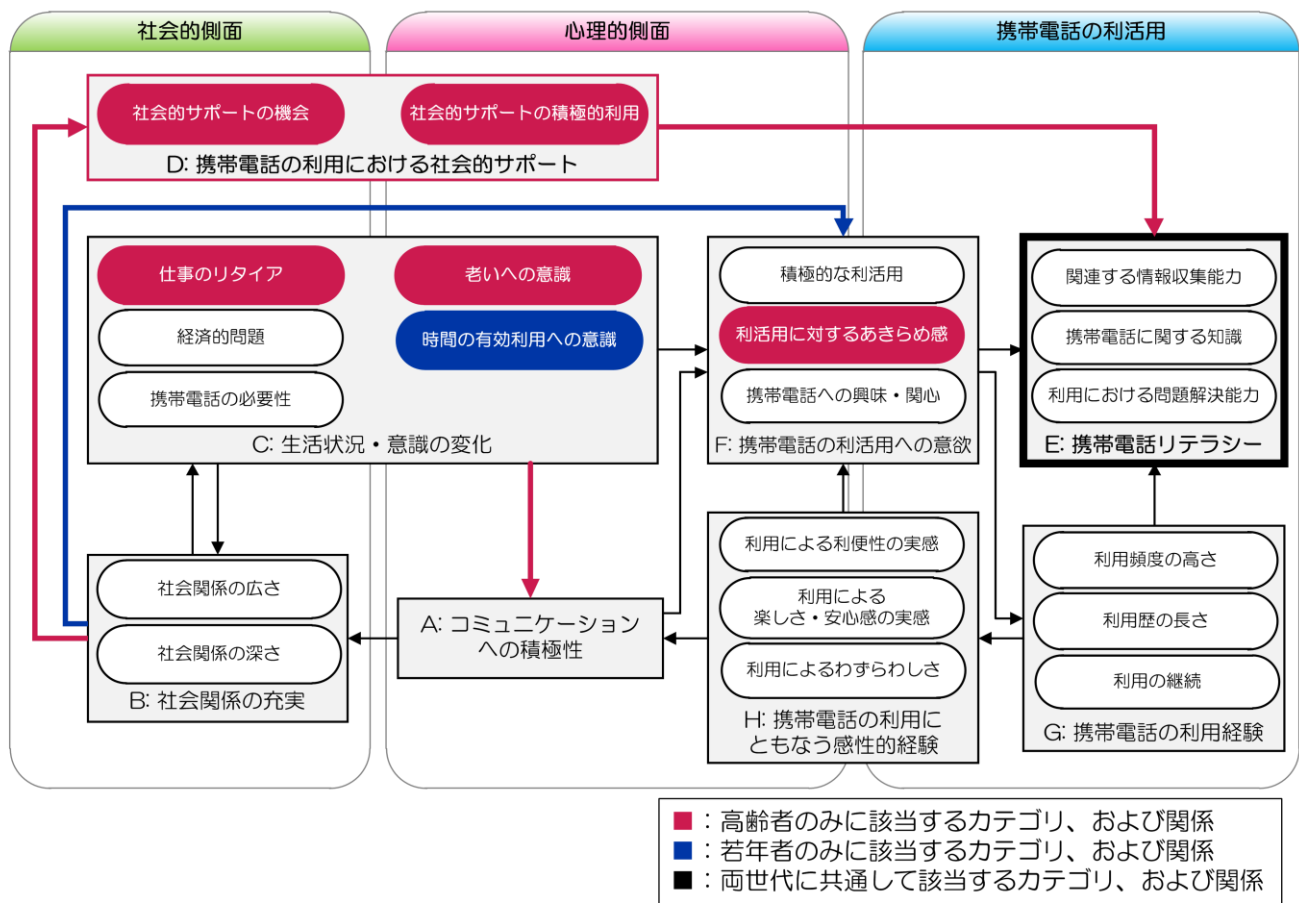 社会的側面
心理的側面
携帯電話の利活用
社会的サポートの機会
社会的サポートの積極的利用
D: 携帯電話の利用における社会的サポート
仕事のリタイア
老いへの意識
経済的問題
時間の有効利用への意識
携帯電話の必要性
C: 生活状況・意識の変化
積極的な利活用
利活用に対するあきらめ感
携帯電話への興味・関心
F: 携帯電話の利活用への意欲
関連する情報収集能力
携帯電話に関する知識
利用における問題解決能力
E: 携帯電話リテラシー
社会関係の広さ
社会関係の深さ
B: 社会関係の充実
A: コミュニケーション
への積極性
利用による利便性の実感
利用による
楽しさ・安心感の実感
利用によるわずらわしさ
H: 携帯電話の利用に
ともなう感性的経験
利用頻度の高さ
利用歴の長さ
利用の継続
G: 携帯電話の利用経験
■：高齢者のみに該当するカテゴリ、および関係
■：若年者のみに該当するカテゴリ、および関係
■：両世代に共通して該当するカテゴリ、および関係